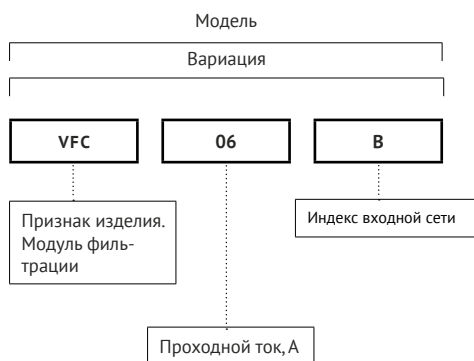 Модель
Вариация
VFC 06 B
Признак изделия.
Модуль филь-
трации
Индекс входной сети
Проходной ток, А